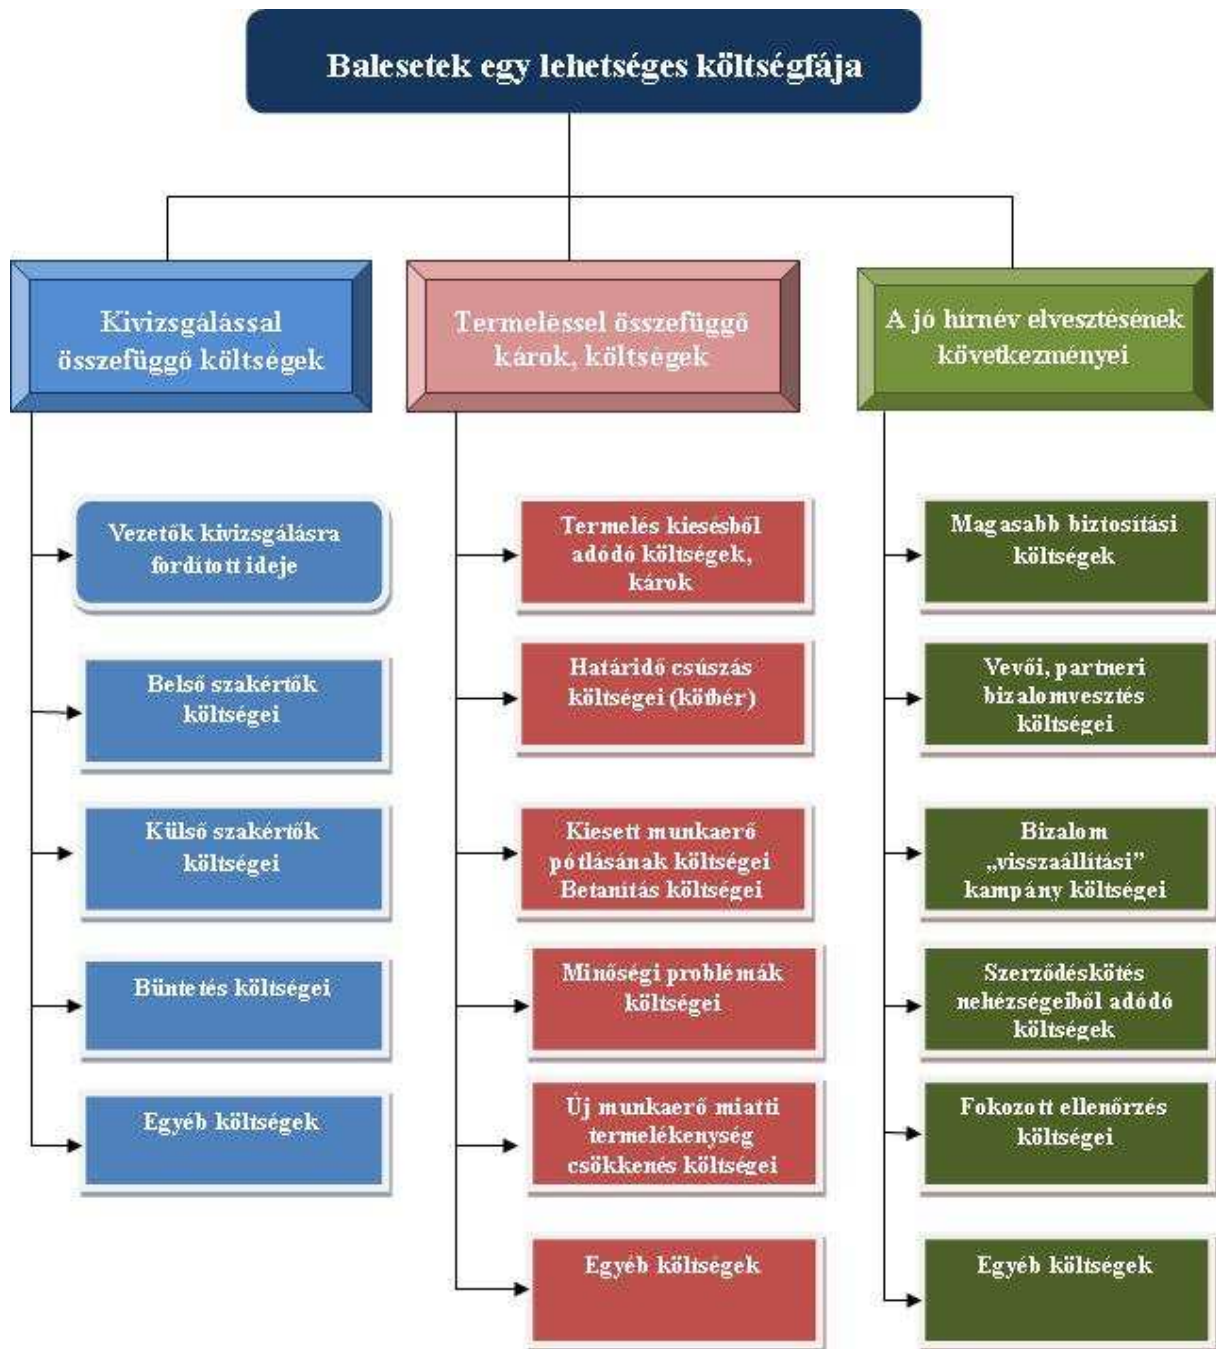 Balesetek egy lehetséges költségfája
Kivizsgálással
összefüggő költségek
Vezetők kivizsgálásra
fordított ideje
Belső szakértők
költségei
Külső szakértők
költségei
Büntetés költségei
Egyéb költségek
Termeléssel összefüggő
károk, költségek
Termelés kiesésből
adódó költségek,
károk
Határidő csúszás
költségei (kötbér)
Kiesett munkaerő
pótlásának költségei
Betanítás költségei
Minőségi problémák
költségei
Új munkaerő miatti
termelékenység
csökkenés költségei
Egyéb költségek
A jó hírnév elvesztésének
következményei
Magasabb biztosítási
költségek
Vevői, partneri
bizalomvesztés
költségei
Bizalom
„visszaállítási”
kampány költségei
Szerződéskötés
nehézségeiből adódó
költségek
Fokozott ellenőrzés
költségei
Egyéb költségek